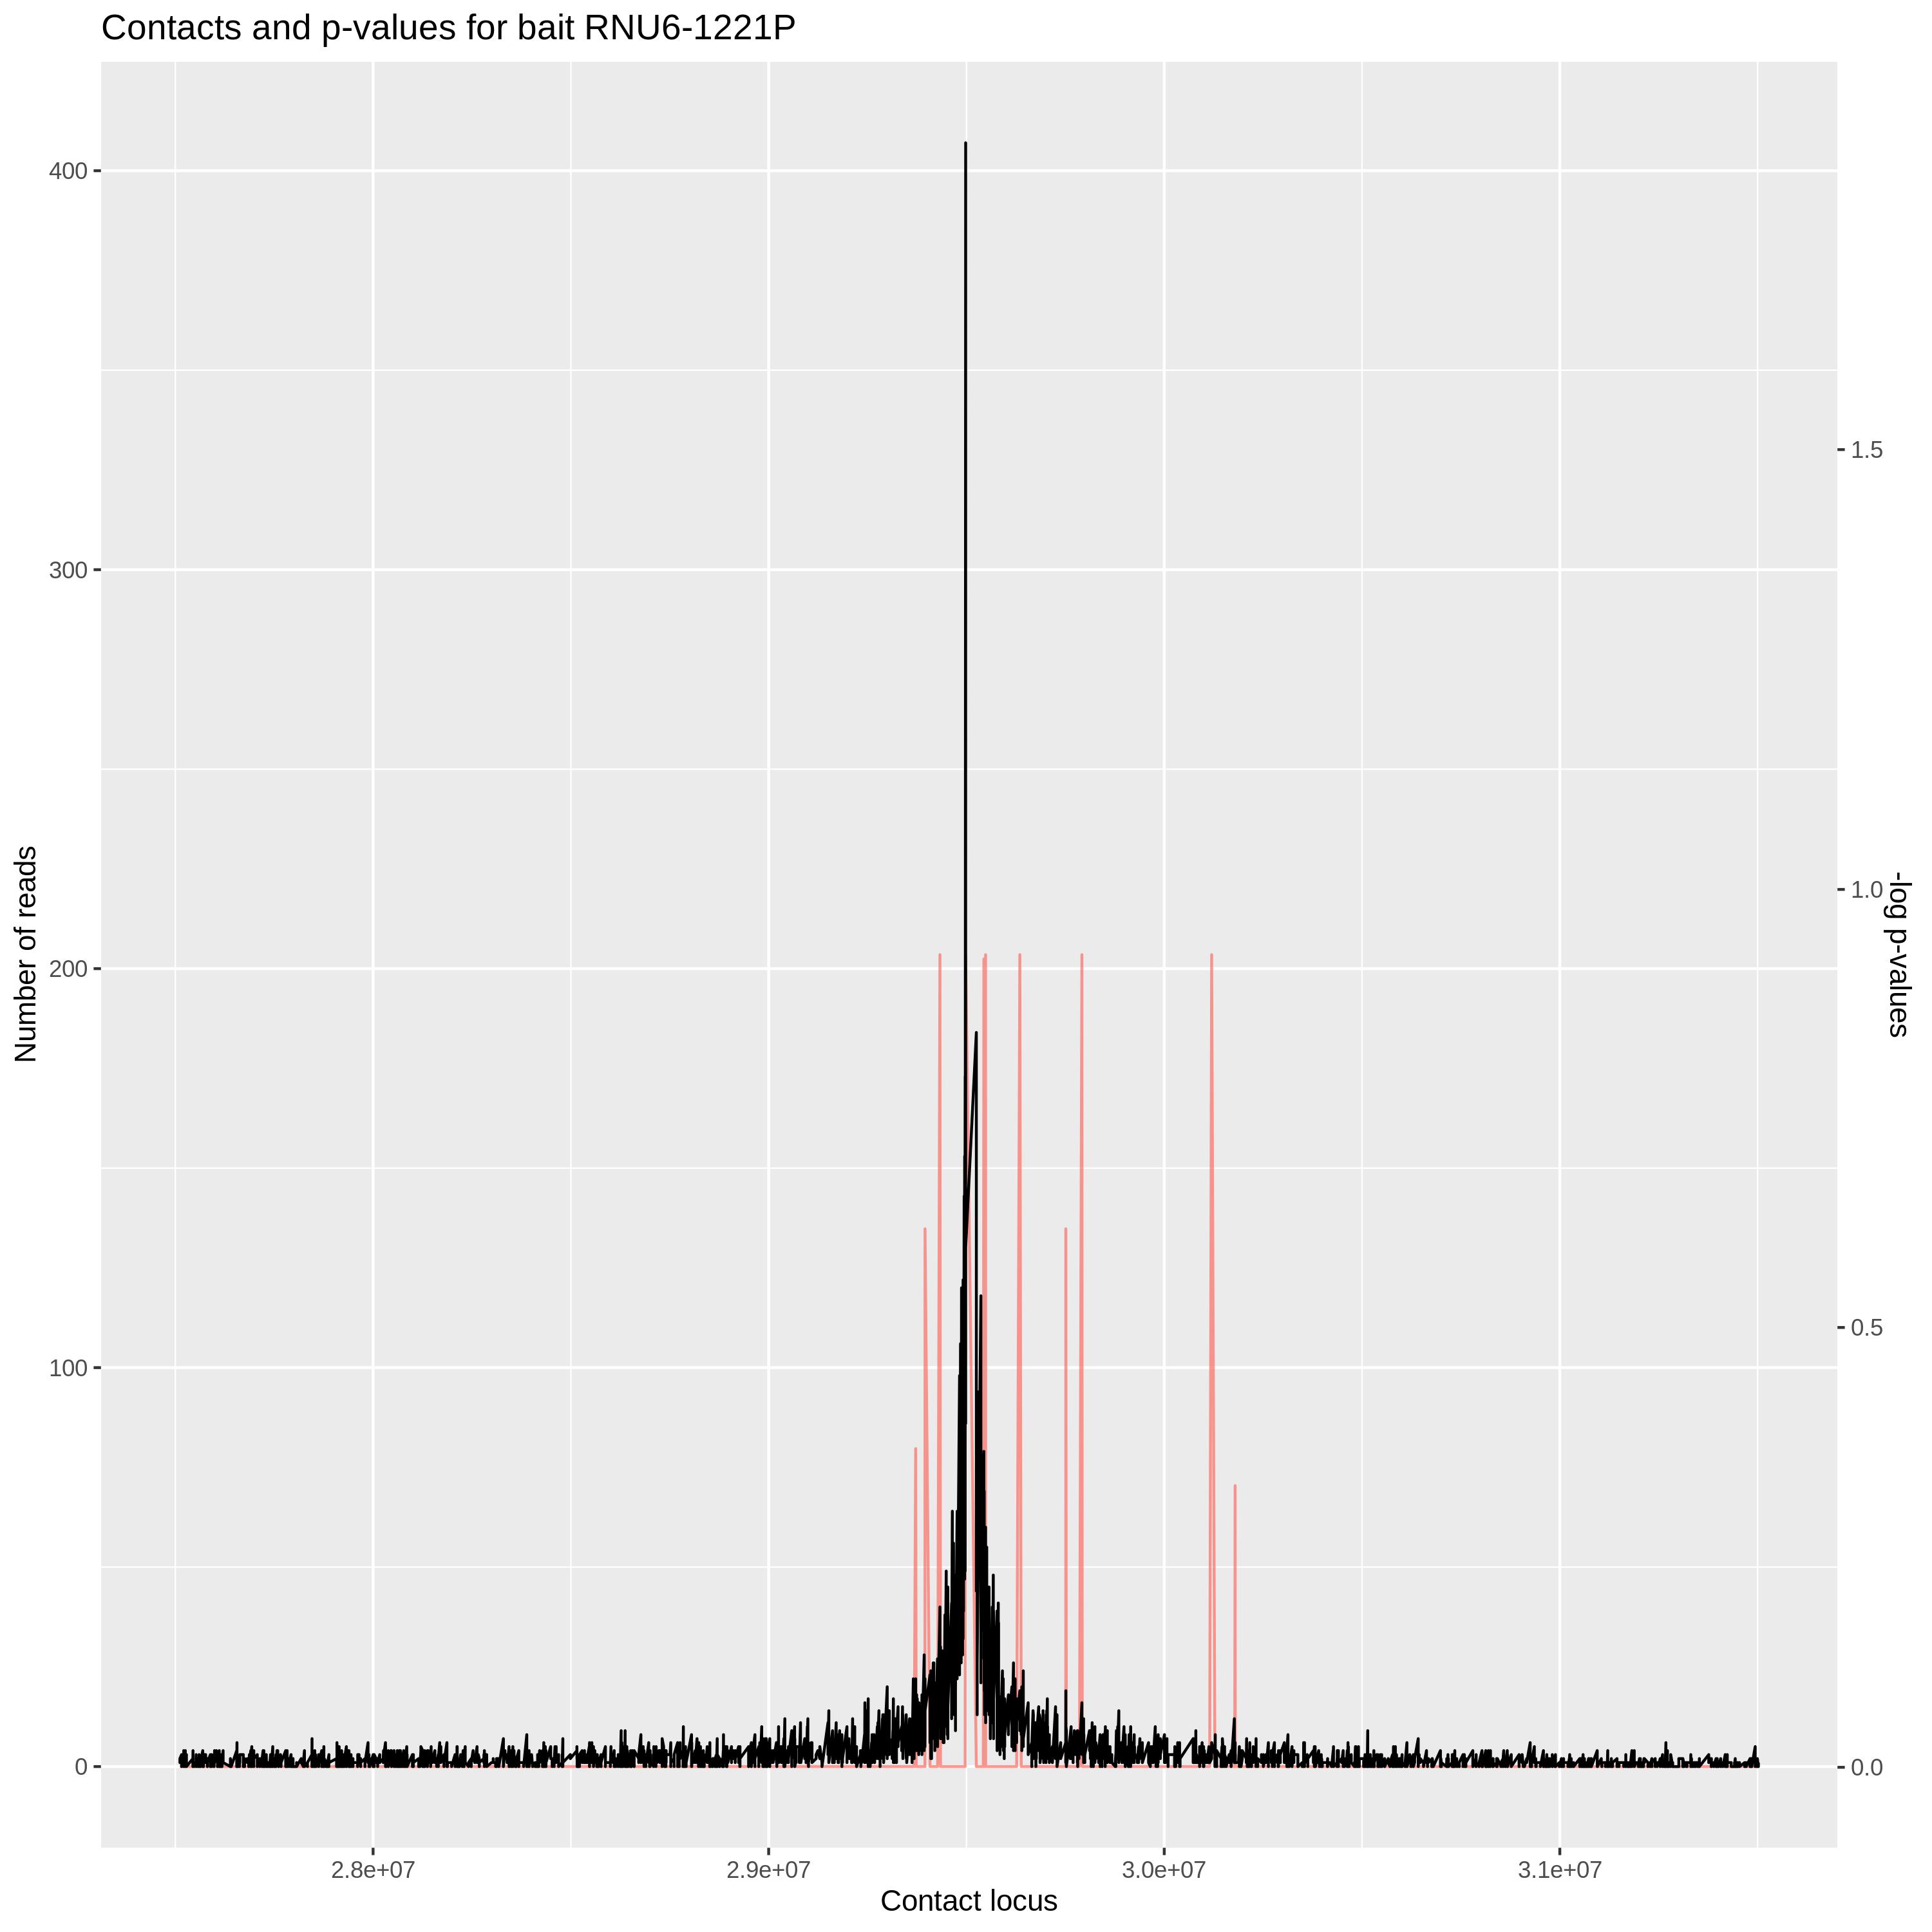 Contacts and p-values for bait RNU6-1221P
400
300
200
100
0
Number of reads
1.5
1.0
0.5
0.0
-log p-values
2.8e+07
2.9e+07
3.0e+07
3.1e+07
Contact locus